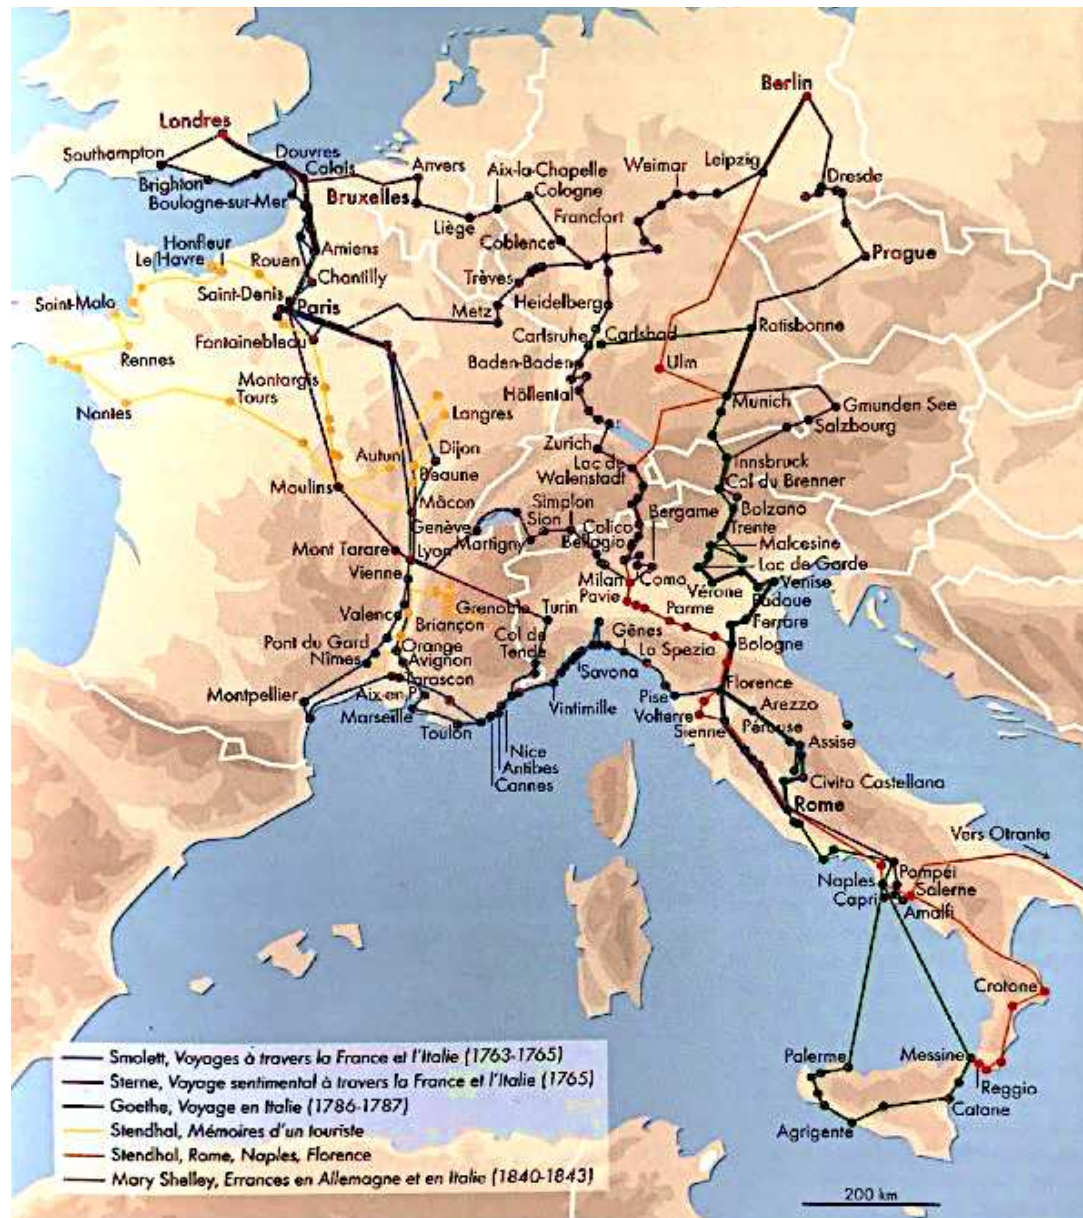 Berlin
Londres
Southampton
Douvres
Calais
Brighton
Boulogne-sur-Mer
Bruxelles
Anvers
Aix-la-Chapelle
Cologne
Weimar
Leipzig
Dresde
Liège
Coblence
Francfort
Prague
Honfleur
Le Havre
Rouen
Amiens
Chantilly
Trèves
Saint-Malo
Saint-Denis
Paris
Metz
Heidelberg
Fontainebleau
Carlsruhe
Carlsbad
Ratisbonne
Rennes
Baden-Baden
Ulm
Montargis
Tours
Höllental
Munich
Gmunden See
Nantes
Langres
Salzbourg
Autun
Dijon
Zurich
Beaune
Lac de
Walenstadt
Innsbruck
Col du Brenner
Moulins
Mâcon
Simplon
Bergame
Bolzano
Genève
Sion
Colico
Trente
Mont Tarare
Lyon
Martigny
Bellagio
Malcesine
Vienne
Lac de Garde
Milan
Como
Vérone
Venise
Pavie
Padoue
Valence
Grenoble
Turin
Parme
Ferrare
Briançon
Pont du Gard
Orange
Col de
Tende
Gênes
Bologne
Nîmes
Avignon
La Spezia
Tarascon
Savona
Montpellier
Aix-en-P
Pise
Florence
Marseille
Vintimille
Volterre
Arezzo
Toulon
Sienne
Pérouse
Assise
Nice
Antibes
Cannes
Civita Castellana
Rome
Vers Otrante
Naples
Pompéi
Capri
Salerne
Amalfi
Crotone
Palerme
Messine
Reggio
Catane
Agrigente
Smolett, Voyages à travers la France et l'Italie (1763-1765)
Sterne, Voyage sentimental à travers la France et l'Italie (1765)
Goethe, Voyage en Italie (1786-1787)
Stendhal, Mémoires d'un touriste
Stendhal, Rome, Naples, Florence
Mary Shelley, Errances en Allemagne et en Italie (1840-1843)
200 km